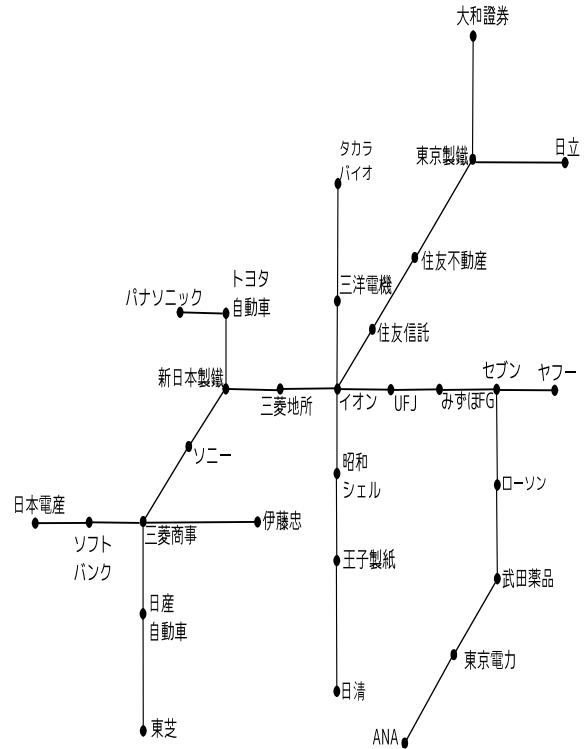 大和證券
日立
東京製鐵
タカラ
バイオ
住友不動産
トヨタ
自動車
パナソニック
三洋電機
住友信託
新日本製鐵
三菱地所
イオン
UFJ
みずほFG
セブン
ヤフー
ソニー
昭和
シェル
ローソン
日本電産
ソフト
バンク
三菱商事
伊藤忠
王子製紙
武田薬品
日産
自動車
東京電力
日清
東芝
ANA